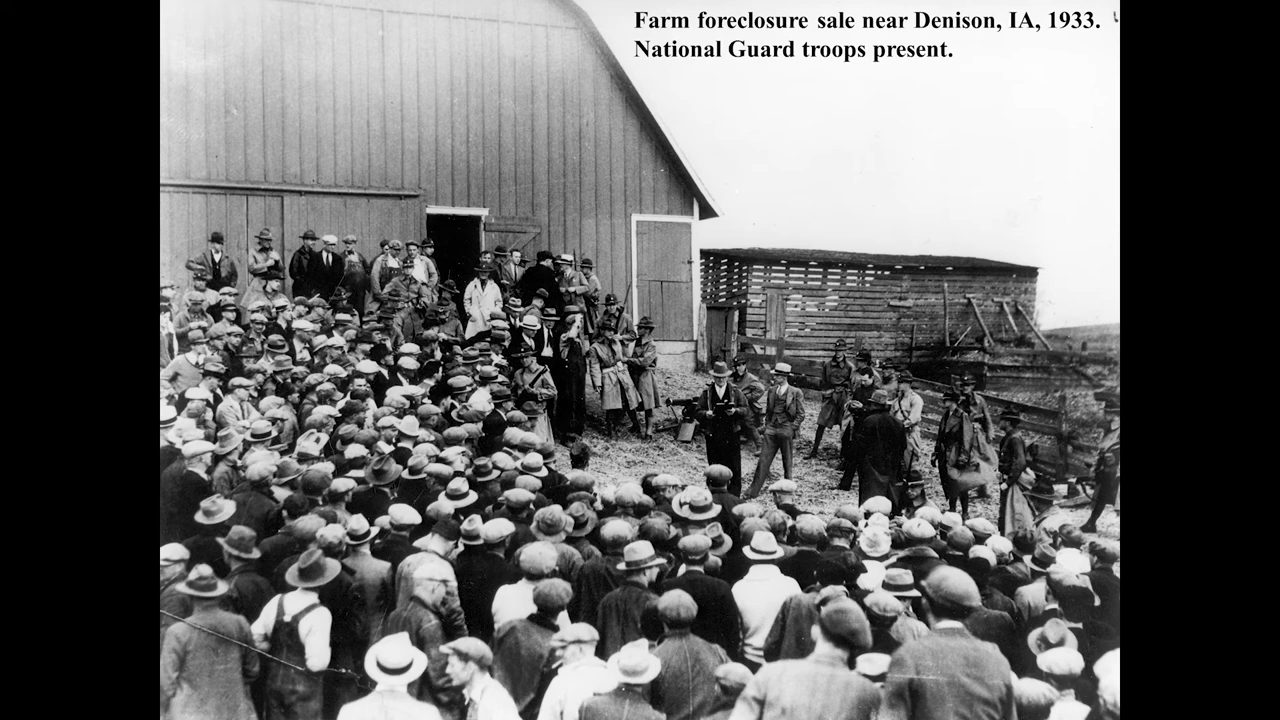 Farm foreclosure sale near Denison, IA, 1933.
National Guard troops present.